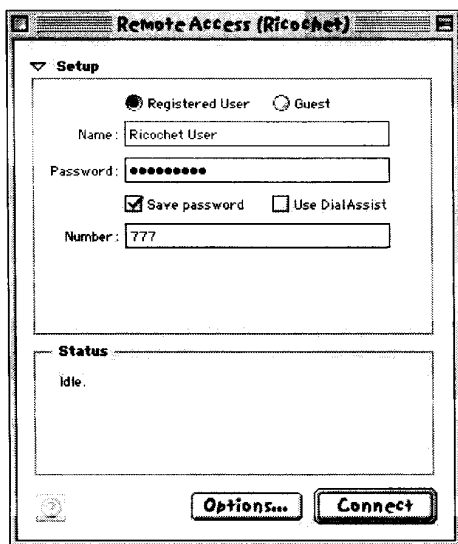 Remote Access (Ricochet)
Setup
Registered User Guest
Name: Ricochet User
Password: •••••••••
Save password Use DialAssist
Number: 777
Status
Idle.
?
Options... Connect